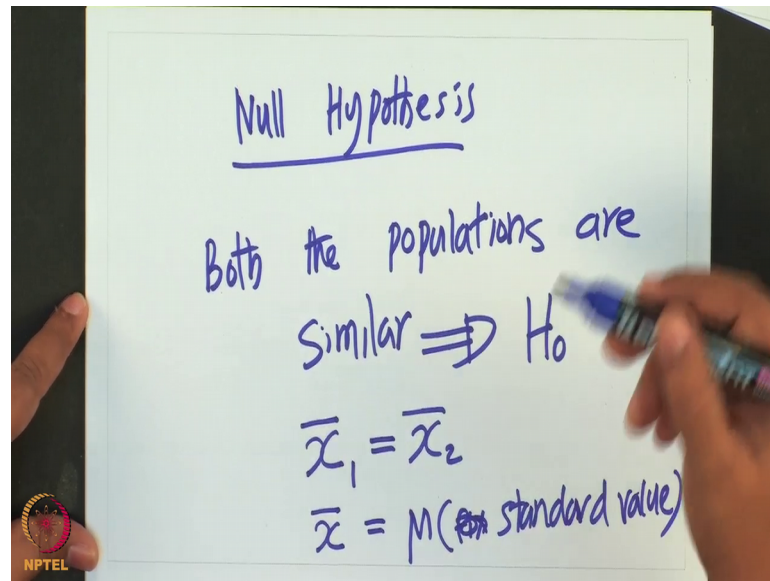 Null Hypothesis
Both the populations are
similar ⇒ H₀
x̄₁ = x̄₂
x̄ = μ ( standard value)
NPTEL